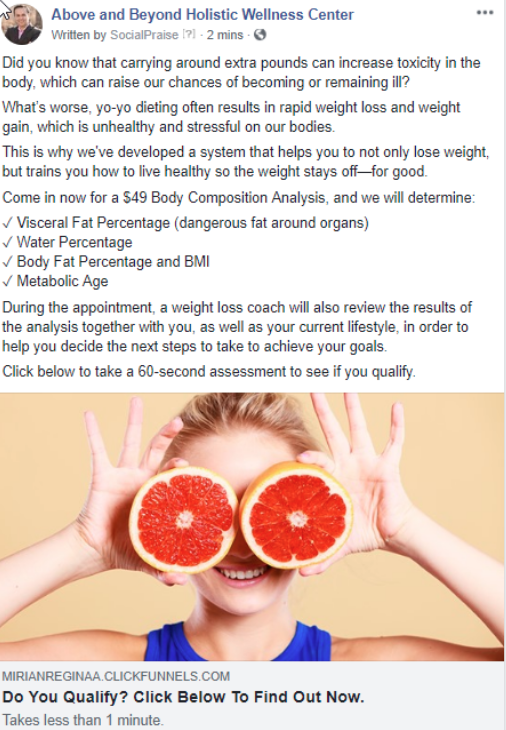 Above and Beyond Holistic Wellness Center
Written by SocialPraise [?] · 2 mins ·
Did you know that carrying around extra pounds can increase toxicity in the
body, which can raise our chances of becoming or remaining ill?
What's worse, yo-yo dieting often results in rapid weight loss and weight
gain, which is unhealthy and stressful on our bodies.
This is why we've developed a system that helps you to not only lose weight,
but trains you how to live healthy so the weight stays off—for good.
Come in now for a $49 Body Composition Analysis, and we will determine:
✓ Visceral Fat Percentage (dangerous fat around organs)
✓ Water Percentage
✓ Body Fat Percentage and BMI
✓ Metabolic Age
During the appointment, a weight loss coach will also review the results of
the analysis together with you, as well as your current lifestyle, in order to
help you decide the next steps to take to achieve your goals.
Click below to take a 60-second assessment to see if you qualify.
MIRIANREGINAA.CLICKFUNNELS.COM
Do You Qualify? Click Below To Find Out Now.
Takes less than 1 minute.